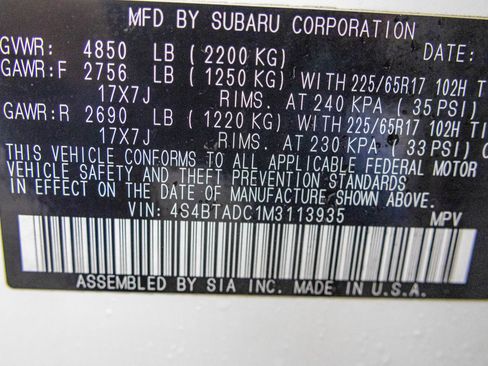 MFD BY SUBARU CORPORATION
GVWR: 4850 LB (2200 KG) DATE:
GAWR:F 2756 LB (1250 KG) WITH 225/65R17 102H TI
17X7J RIMS. AT 240 KPA ( 35 PSI)
GAWR:R 2690 LB (1220 KG) WITH 225/65R17 102H TI
17X7J RIMS. AT 230 KPA ( 33 PSI)
THIS VEHICLE CONFORMS TO ALL APPLICABLE FEDERAL MOTOR
VEHICLE SAFETY AND THEFT PREVENTION STANDARDS
IN EFFECT ON THE DATE OF MANUFACTURE SHOWN ABOVE.
VIN: 4S4BTADC1M3113935 MPV
ASSEMBLED BY SIA INC. MADE IN U.S.A.